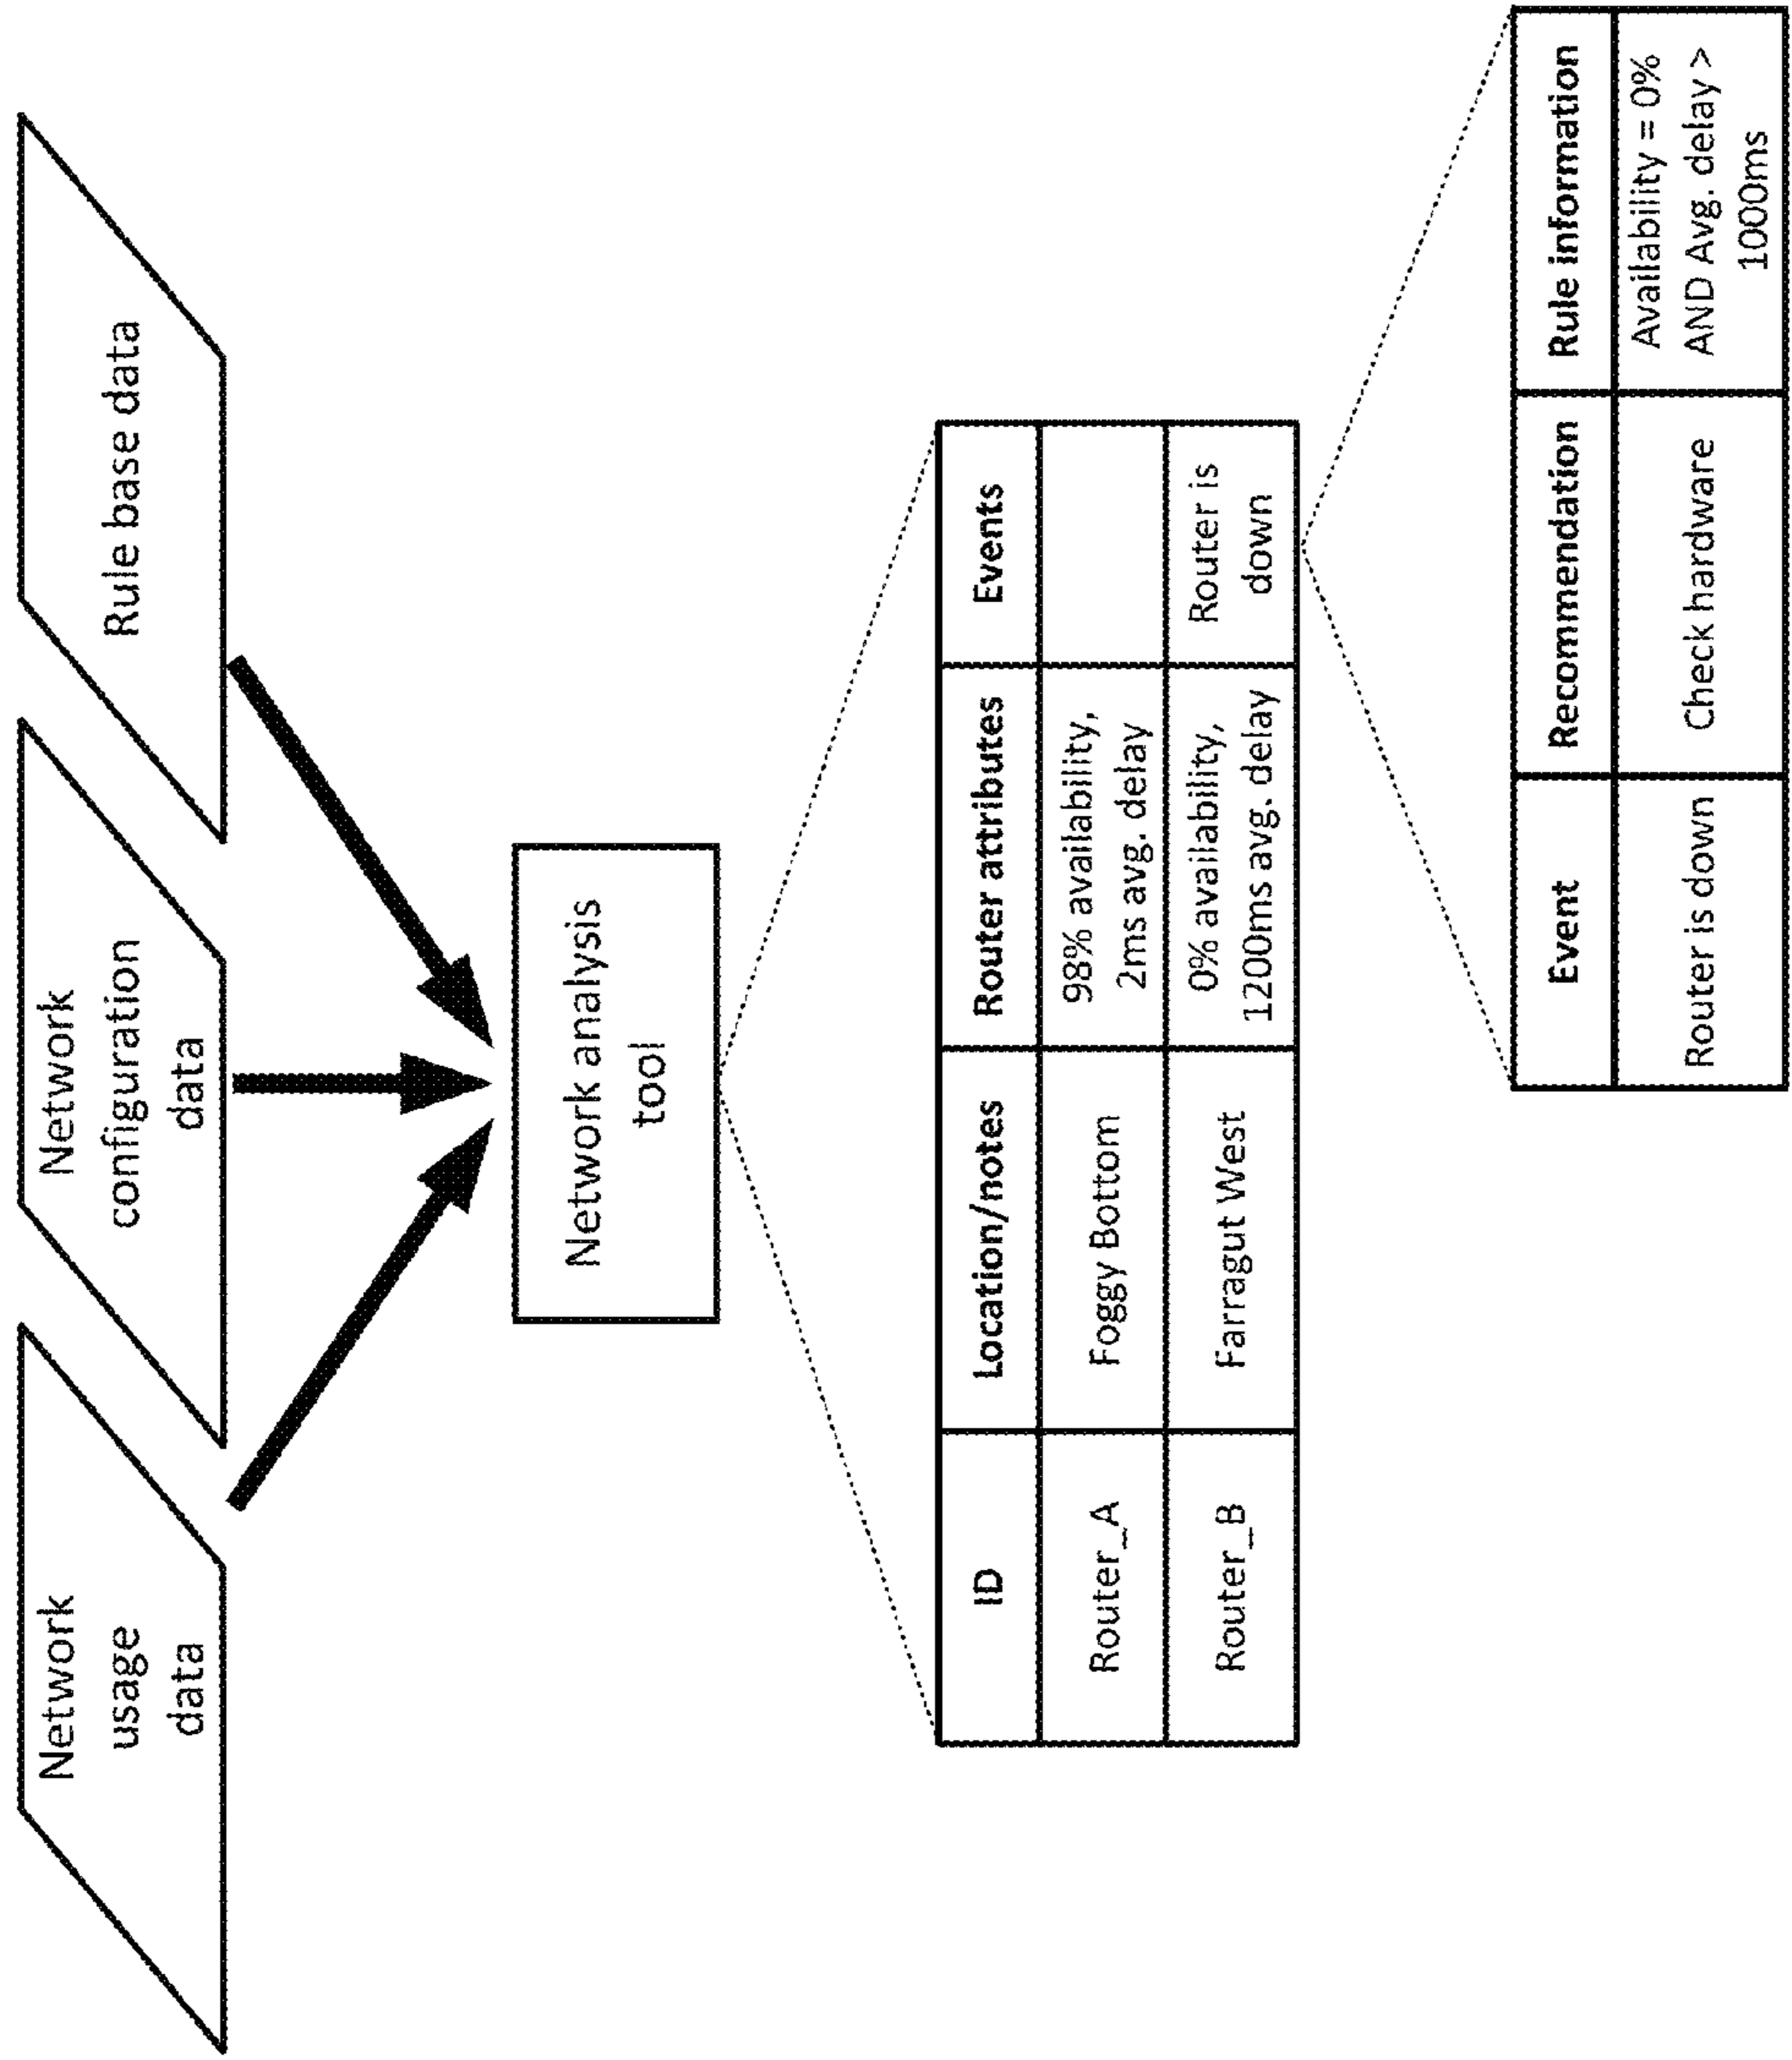 Network
usage
data
Network
configuration
data
Rule base data
Network analysis
tool
ID
Location/notes
Router attributes
Events
Router_A
Foggy Bottom
98% availability,
2ms avg. delay
Router_B
Farragut West
0% availability,
1200ms avg. delay
Router is
down
Event
Recommendation
Rule information
Router is down
Check hardware
Availability = 0%
AND Avg. delay >
1000ms